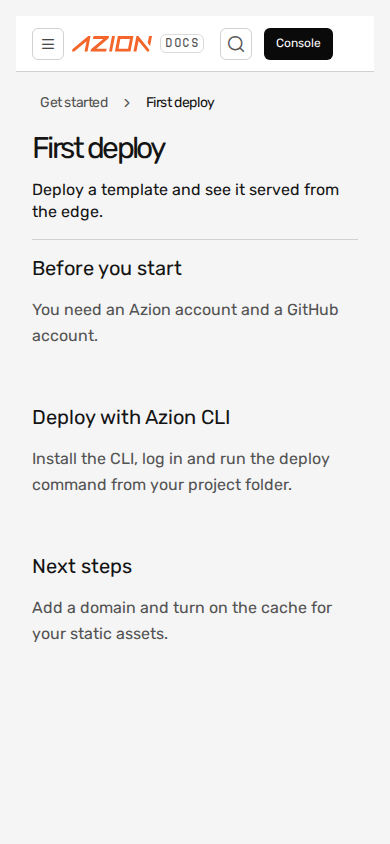 AZION DOCS Console
Get started > First deploy
First deploy
Deploy a template and see it served from
the edge.
Before you start
You need an Azion account and a GitHub
account.
Deploy with Azion CLI
Install the CLI, log in and run the deploy
command from your project folder.
Next steps
Add a domain and turn on the cache for
your static assets.